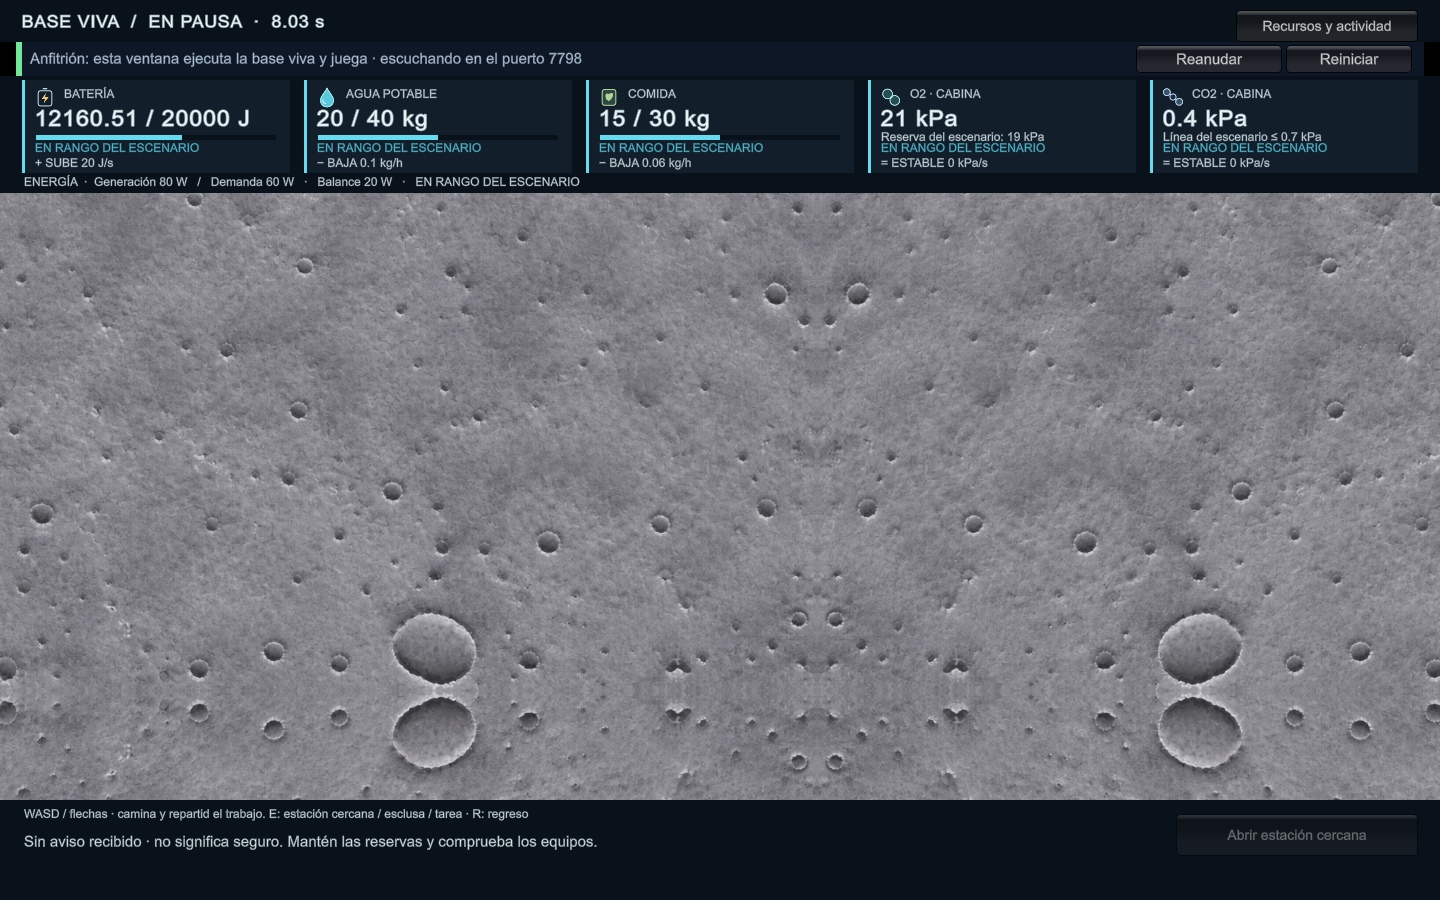 BASE VIVA / EN PAUSA · 8.03 s
Recursos y actividad
Anfitrión: esta ventana ejecuta la base viva y juega · escuchando en el puerto 7798
Reanudar
Reiniciar
BATERÍA
12160.51 / 20000 J
EN RANGO DEL ESCENARIO
+ SUBE 20 J/s
AGUA POTABLE
20 / 40 kg
EN RANGO DEL ESCENARIO
− BAJA 0.1 kg/h
COMIDA
15 / 30 kg
EN RANGO DEL ESCENARIO
− BAJA 0.06 kg/h
O2 · CABINA
21 kPa
Reserva del escenario: 19 kPa
EN RANGO DEL ESCENARIO
= ESTABLE 0 kPa/s
CO2 · CABINA
0.4 kPa
Línea del escenario ≤ 0.7 kPa
EN RANGO DEL ESCENARIO
= ESTABLE 0 kPa/s
ENERGÍA · Generación 80 W / Demanda 60 W · Balance 20 W · EN RANGO DEL ESCENARIO
WASD / flechas · camina y repartid el trabajo. E: estación cercana / esclusa / tarea · R: regreso
Sin aviso recibido · no significa seguro. Mantén las reservas y comprueba los equipos.
Abrir estación cercana